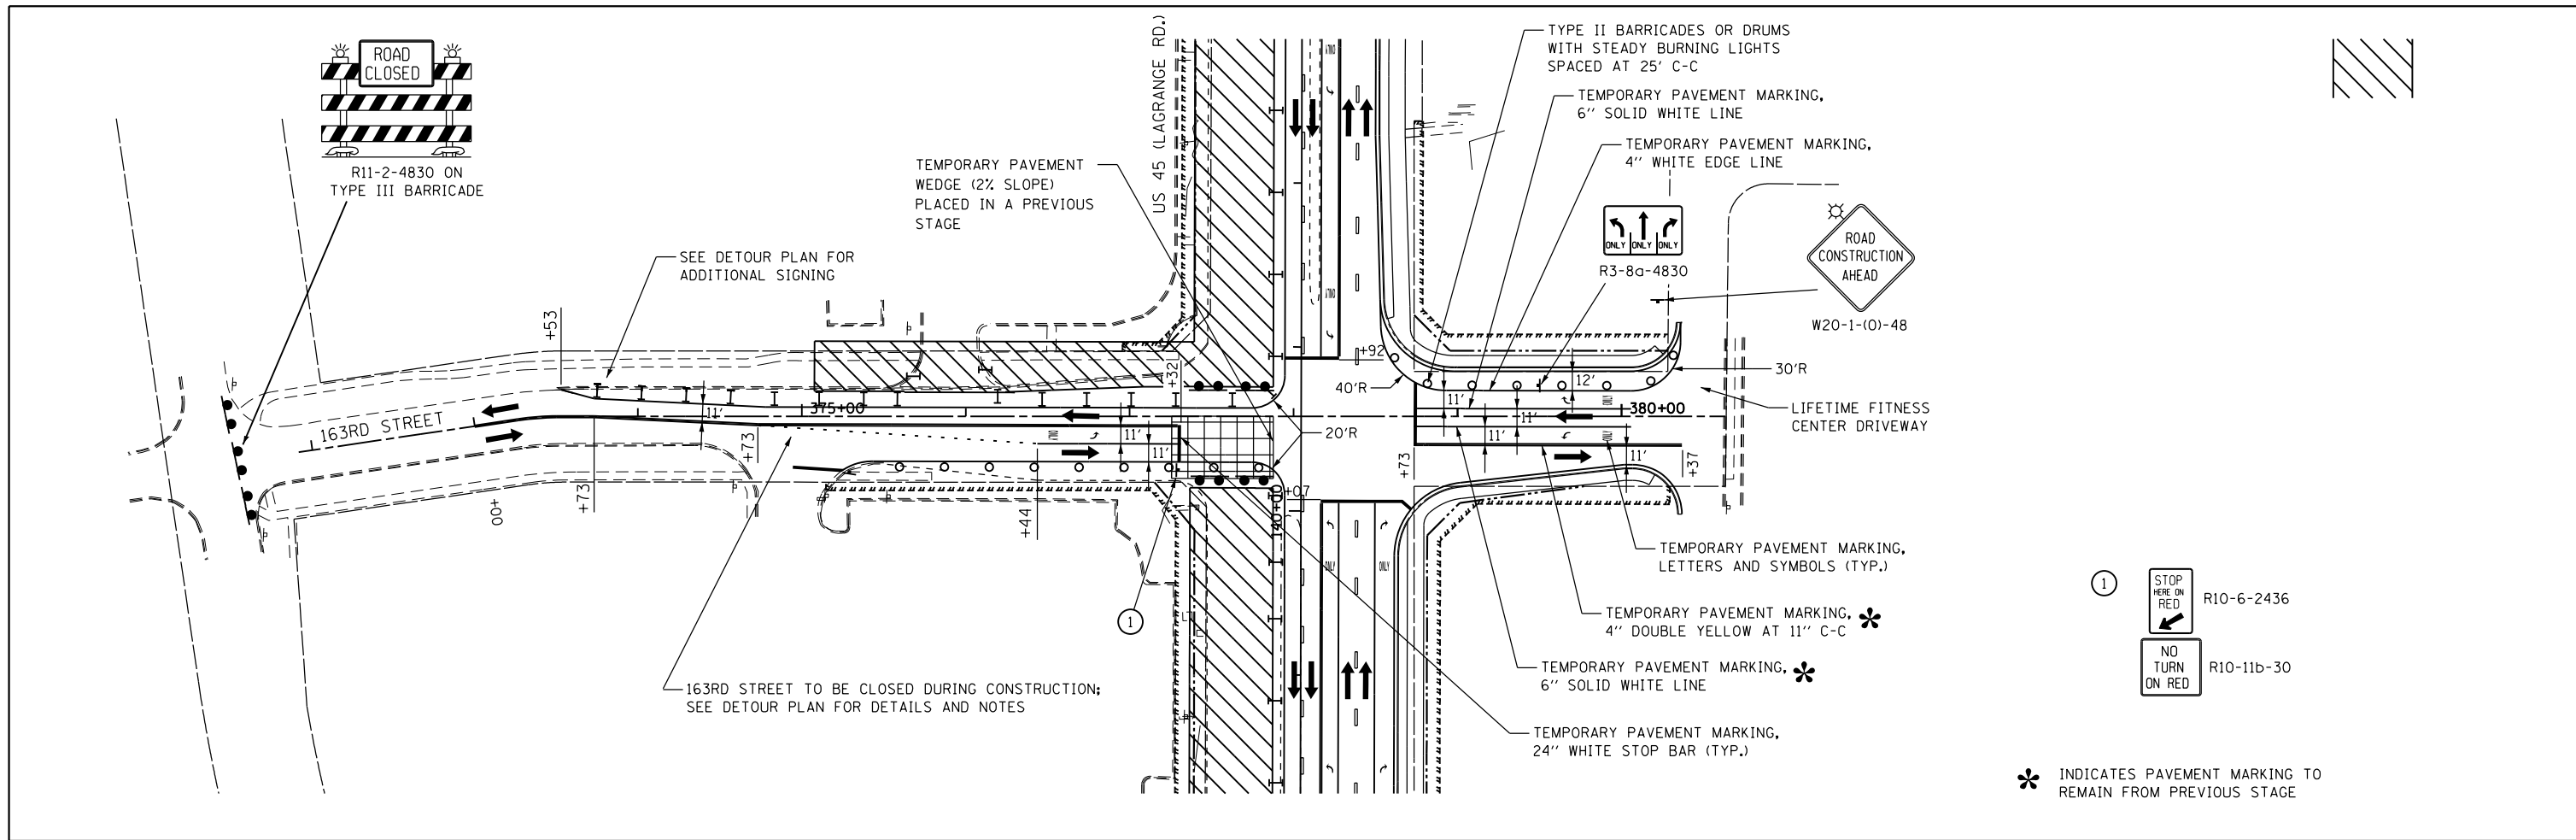 ROAD
CLOSED
R11-2-4830 ON
TYPE III BARRICADE
SEE DETOUR PLAN FOR
ADDITIONAL SIGNING
TEMPORARY PAVEMENT
WEDGE (2% SLOPE)
PLACED IN A PREVIOUS
STAGE
US 45 (LAGRANGE RD.)
TYPE II BARRICADES OR DRUMS
WITH STEADY BURNING LIGHTS
SPACED AT 25' C-C
TEMPORARY PAVEMENT MARKING,
6" SOLID WHITE LINE
TEMPORARY PAVEMENT MARKING,
4" WHITE EDGE LINE
ONLY ONLY ONLY
R3-8a-4830
ROAD
CONSTRUCTION
AHEAD
W20-1-(O)-48
+53
+32
+92
40'R
30'R
12'
11'
11'
11'
11'
375+00
380+00
LIFETIME FITNESS
CENTER DRIVEWAY
163RD STREET
20'R
11'
11'
11'
+73
+73
+73
+37
+00
+44
+07
140+00
ONLY
ONLY
ONLY
ONLY
TEMPORARY PAVEMENT MARKING,
LETTERS AND SYMBOLS (TYP.)
TEMPORARY PAVEMENT MARKING, *
4" DOUBLE YELLOW AT 11" C-C
TEMPORARY PAVEMENT MARKING, *
6" SOLID WHITE LINE
TEMPORARY PAVEMENT MARKING,
24" WHITE STOP BAR (TYP.)
163RD STREET TO BE CLOSED DURING CONSTRUCTION;
SEE DETOUR PLAN FOR DETAILS AND NOTES
1
1
STOP
HERE ON
RED
R10-6-2436
NO
TURN
ON RED
R10-11b-30
* INDICATES PAVEMENT MARKING TO
REMAIN FROM PREVIOUS STAGE